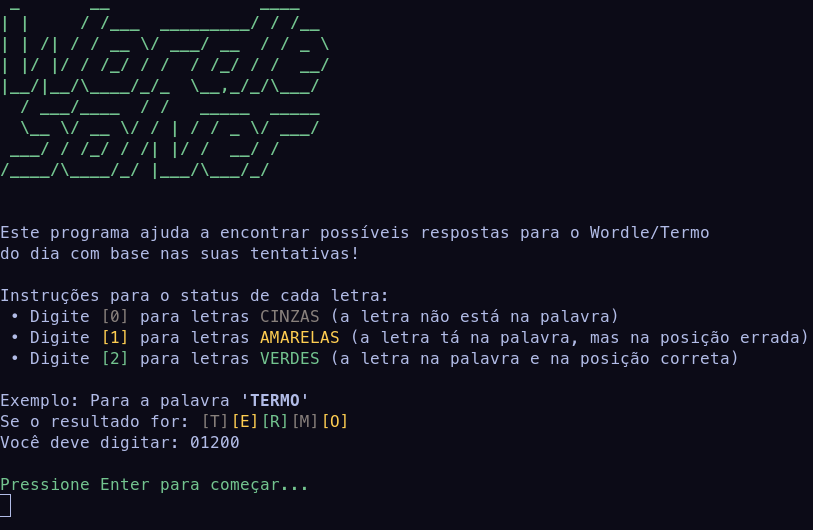 Wordle
Solver
Este programa ajuda a encontrar possíveis respostas para o Wordle/Termo
do dia com base nas suas tentativas!
Instruções para o status de cada letra:
• Digite [0] para letras CINZAS (a letra não está na palavra)
• Digite [1] para letras AMARELAS (a letra tá na palavra, mas na posição errada)
• Digite [2] para letras VERDES (a letra na palavra e na posição correta)
Exemplo: Para a palavra 'TERMO'
Se o resultado for: [T][E][R][M][O]
Você deve digitar: 01200
Pressione Enter para começar...